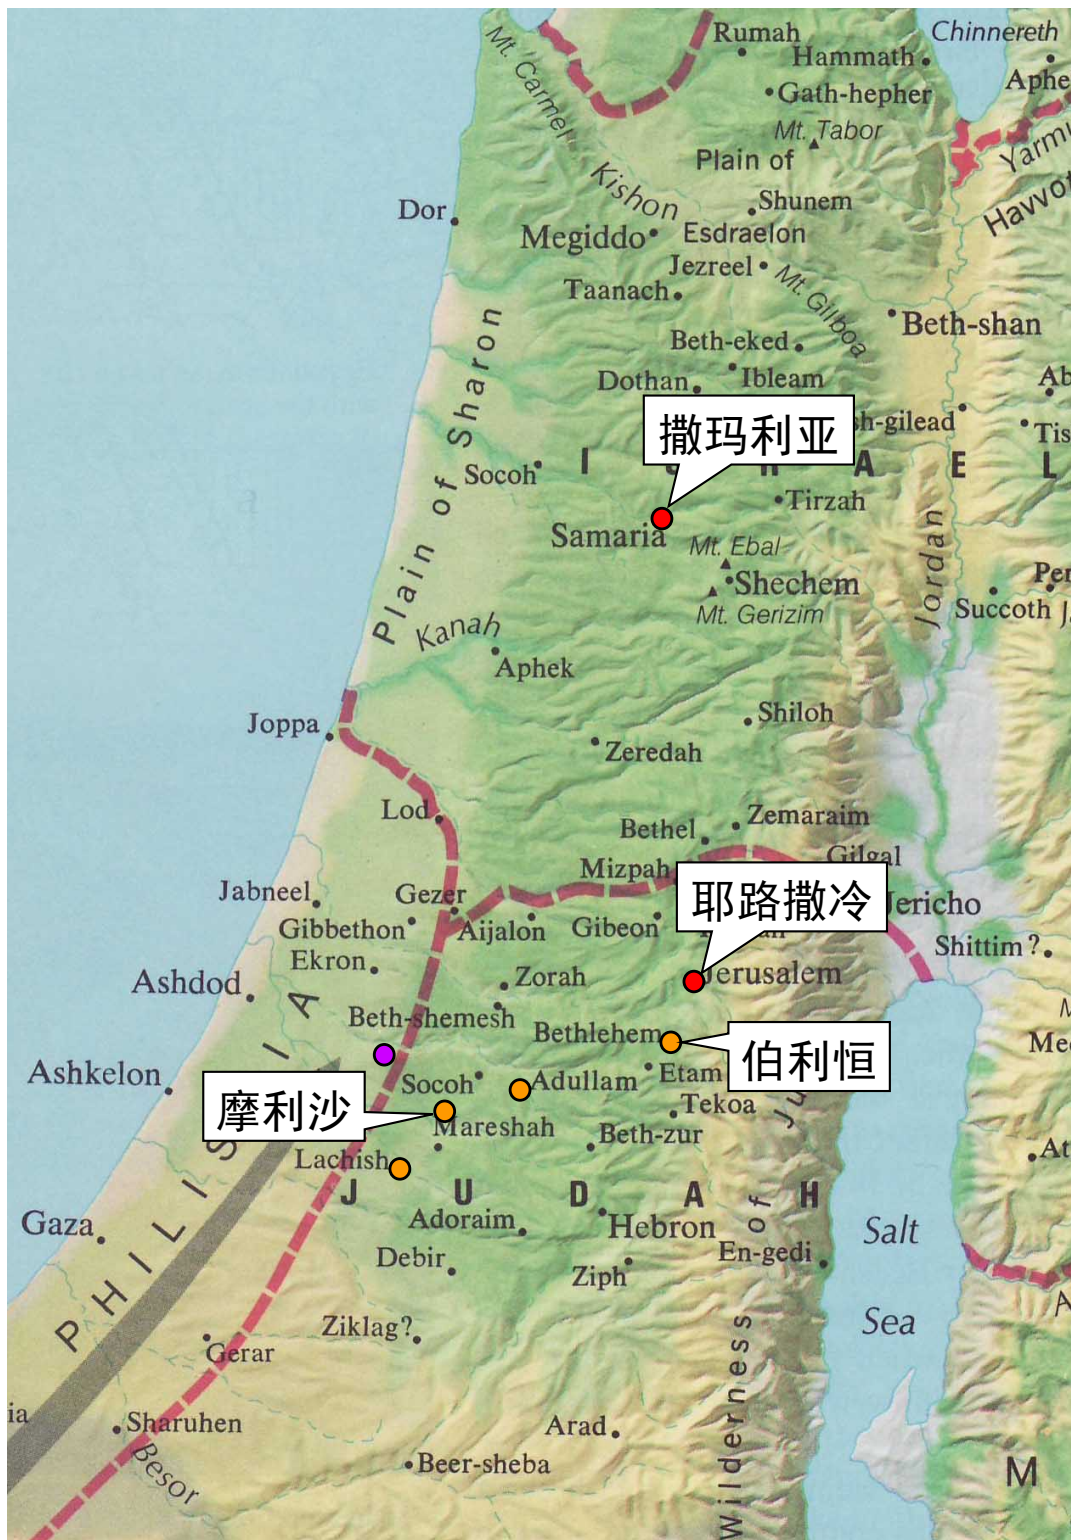 Rumah
Chinnereth
Mt. Carmel
Hammath
Gath-hepher
Mt. Tabor
Plain of
Kishon
Shunem
Dor
Megiddo
Esdraelon
Jezreel
Mt. Gilboa
Taanach
Beth-shan
Beth-eked
Ibleam
Dothan
撒玛利亚
Plain of Sharon
Socoh
Tirzah
Samaria
Mt. Ebal
Shechem
Mt. Gerizim
Jordan
Succoth
Kanah
Aphek
Shiloh
Joppa
Zeredah
Lod
Zemaraim
Bethel
Gilgal
Mizpah
耶路撒冷
Jabneel
Gezer
Jericho
Gibbethon
Aijalon
Gibeon
Shittim?
Ekron
Zorah
Jerusalem
Ashdod
Beth-shemesh
Bethlehem
伯利恒
Ashkelon
Socoh
Adullam
Etam
摩利沙
Tekoa
Mareshah
Beth-zur
Lachish
JUDAH
PHILISTIA
Gaza
Adoraim
Hebron
En-gedi
Salt
Sea
Debir
Ziph
Ziklag?
Gerar
Wilderness of
Sharuhen
Arad
Besor
Beer-sheba
M